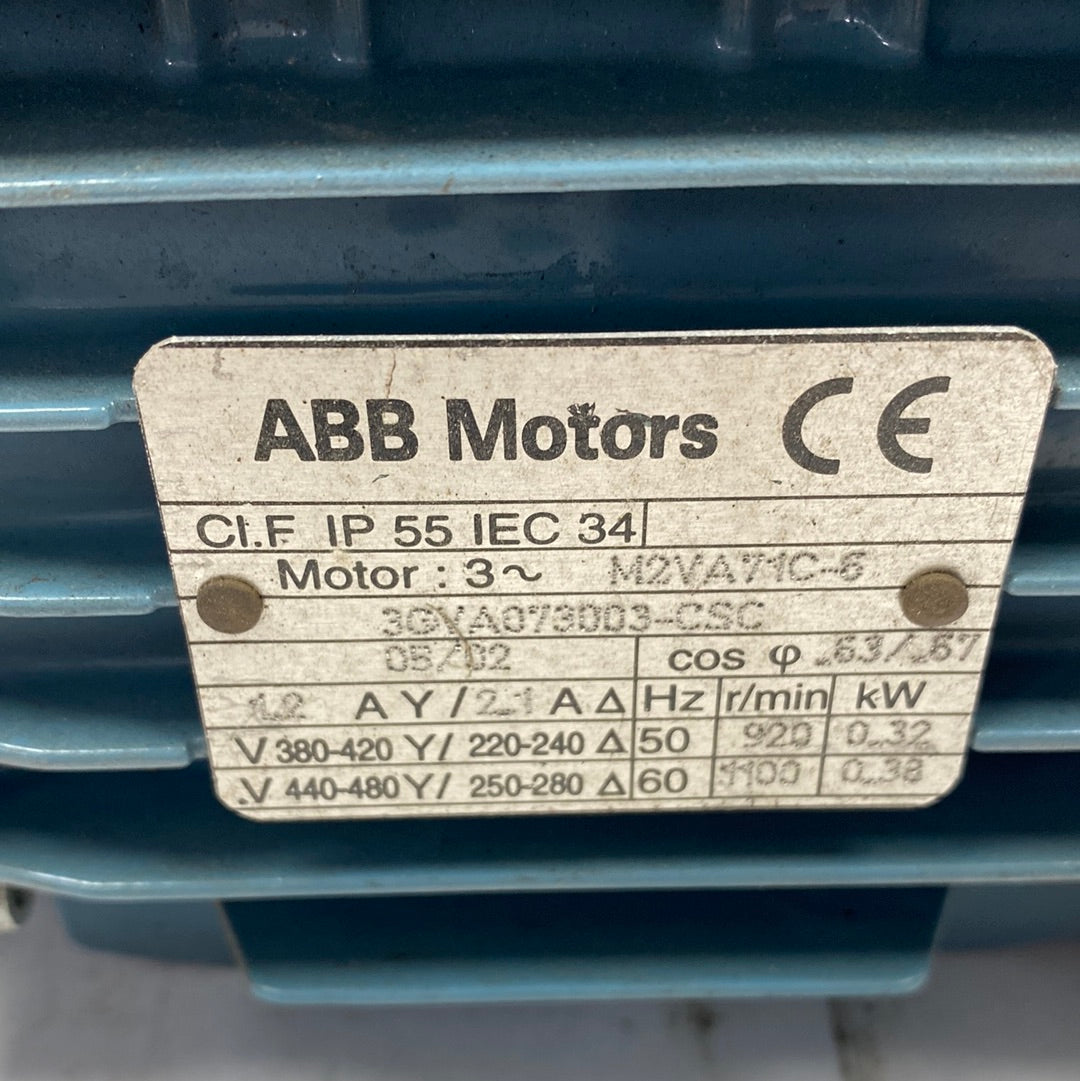 ABB Motors CE
Cl.F IP 55 IEC 34
Motor : 3~ M2VA71C-6
3GVA073003-CSC
05/02 cos φ .63/.67
1.2 A Y / 2.1 A Δ Hz r/min kW
V 380-420 Y/ 220-240 Δ 50 920 0.32
V 440-480 Y/ 250-280 Δ 60 1100 0.38